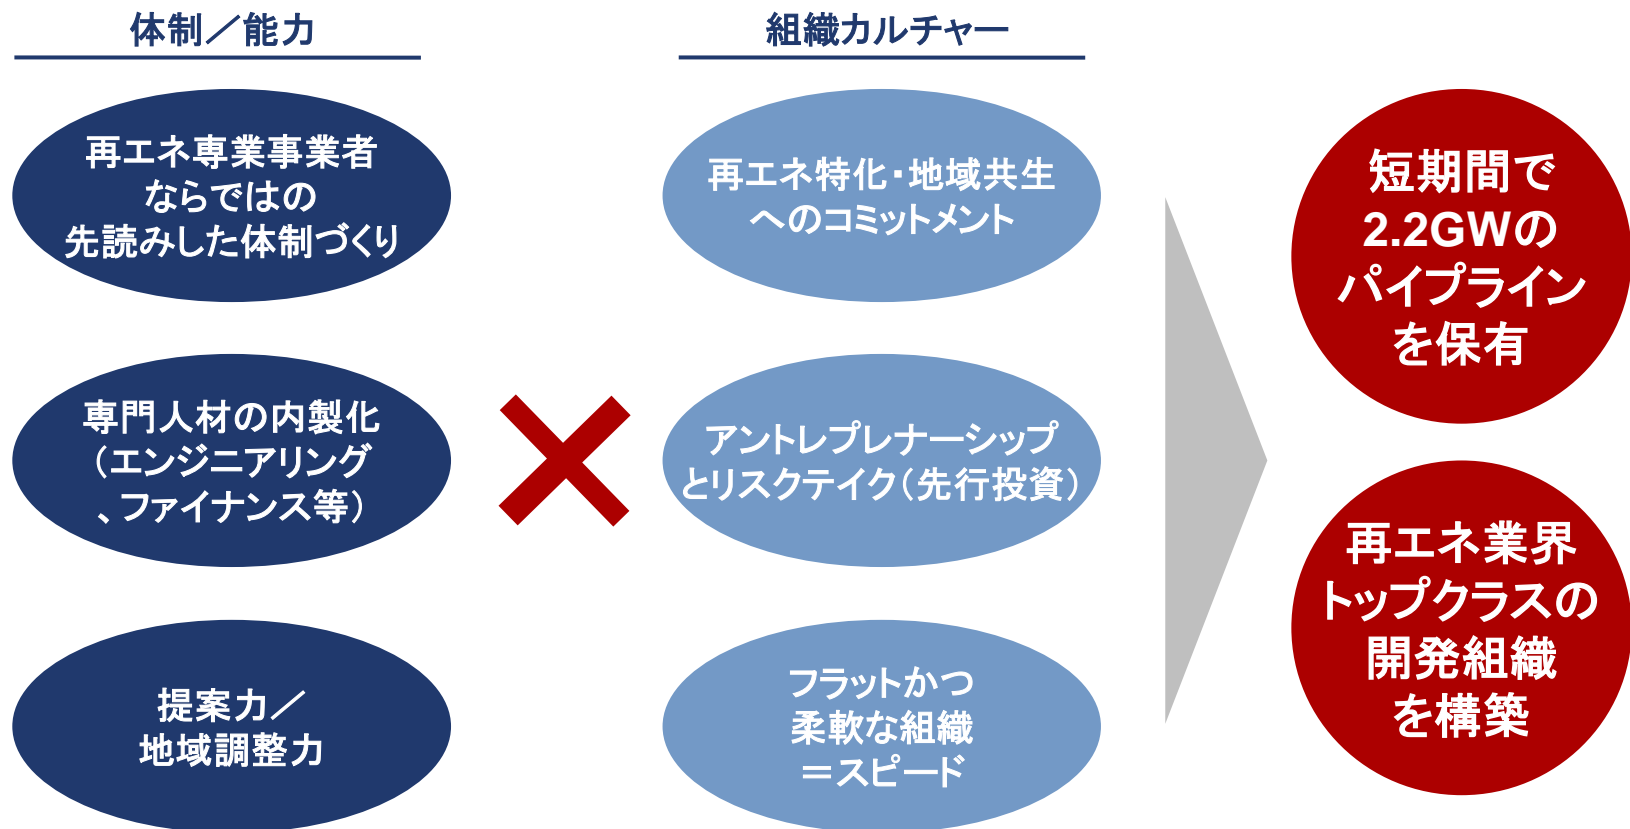 体制／能力
再エネ専業事業者
ならではの
先読みした体制づくり
専門人材の内製化
（エンジニアリング
、ファイナンス等）
提案力／
地域調整力
組織カルチャー
再エネ特化・地域共生
へのコミットメント
アントレプレナーシップ
とリスクテイク（先行投資）
フラットかつ
柔軟な組織
＝スピード
短期間で
2.2GWの
パイプライン
を保有
再エネ業界
トップクラスの
開発組織
を構築